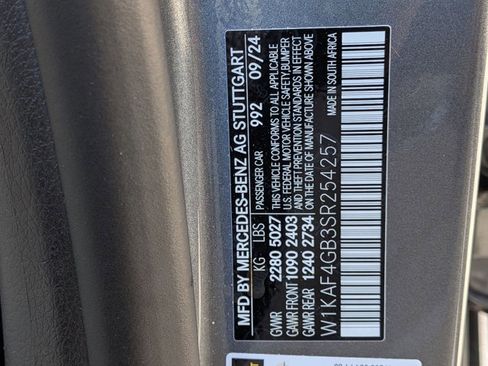 MFD BY MERCEDES-BENZ AG STUTTGART
PASSENGER CAR 992 09/24
KG LBS
GVWR 2280 5027
GAWR FRONT 1090 2403
GAWR REAR 1240 2734
THIS VEHICLE CONFORMS TO ALL APPLICABLE
U.S. FEDERAL MOTOR VEHICLE SAFETY, BUMPER
AND THEFT PREVENTION STANDARDS IN EFFECT
ON THE DATE OF MANUFACTURE SHOWN ABOVE
MADE IN SOUTH AFRICA
W1KAF4GB3SR254257